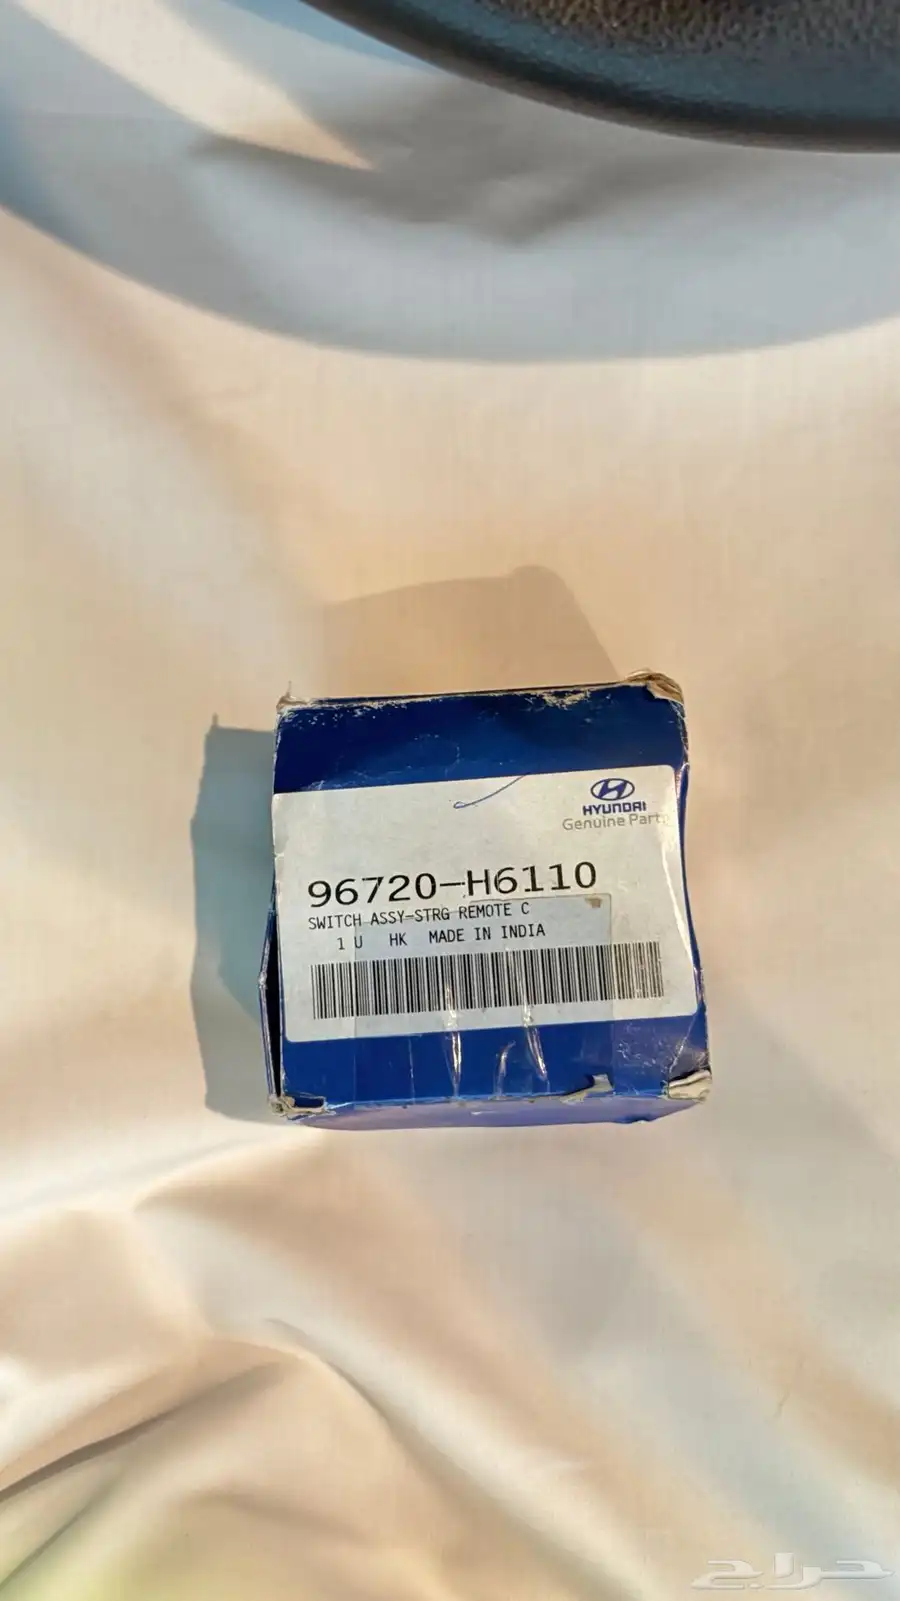 HYUNDAI
Genuine Parts
96720-H6110
SWITCH ASSY-STRG REMOTE C
1 U HK MADE IN INDIA
حراج